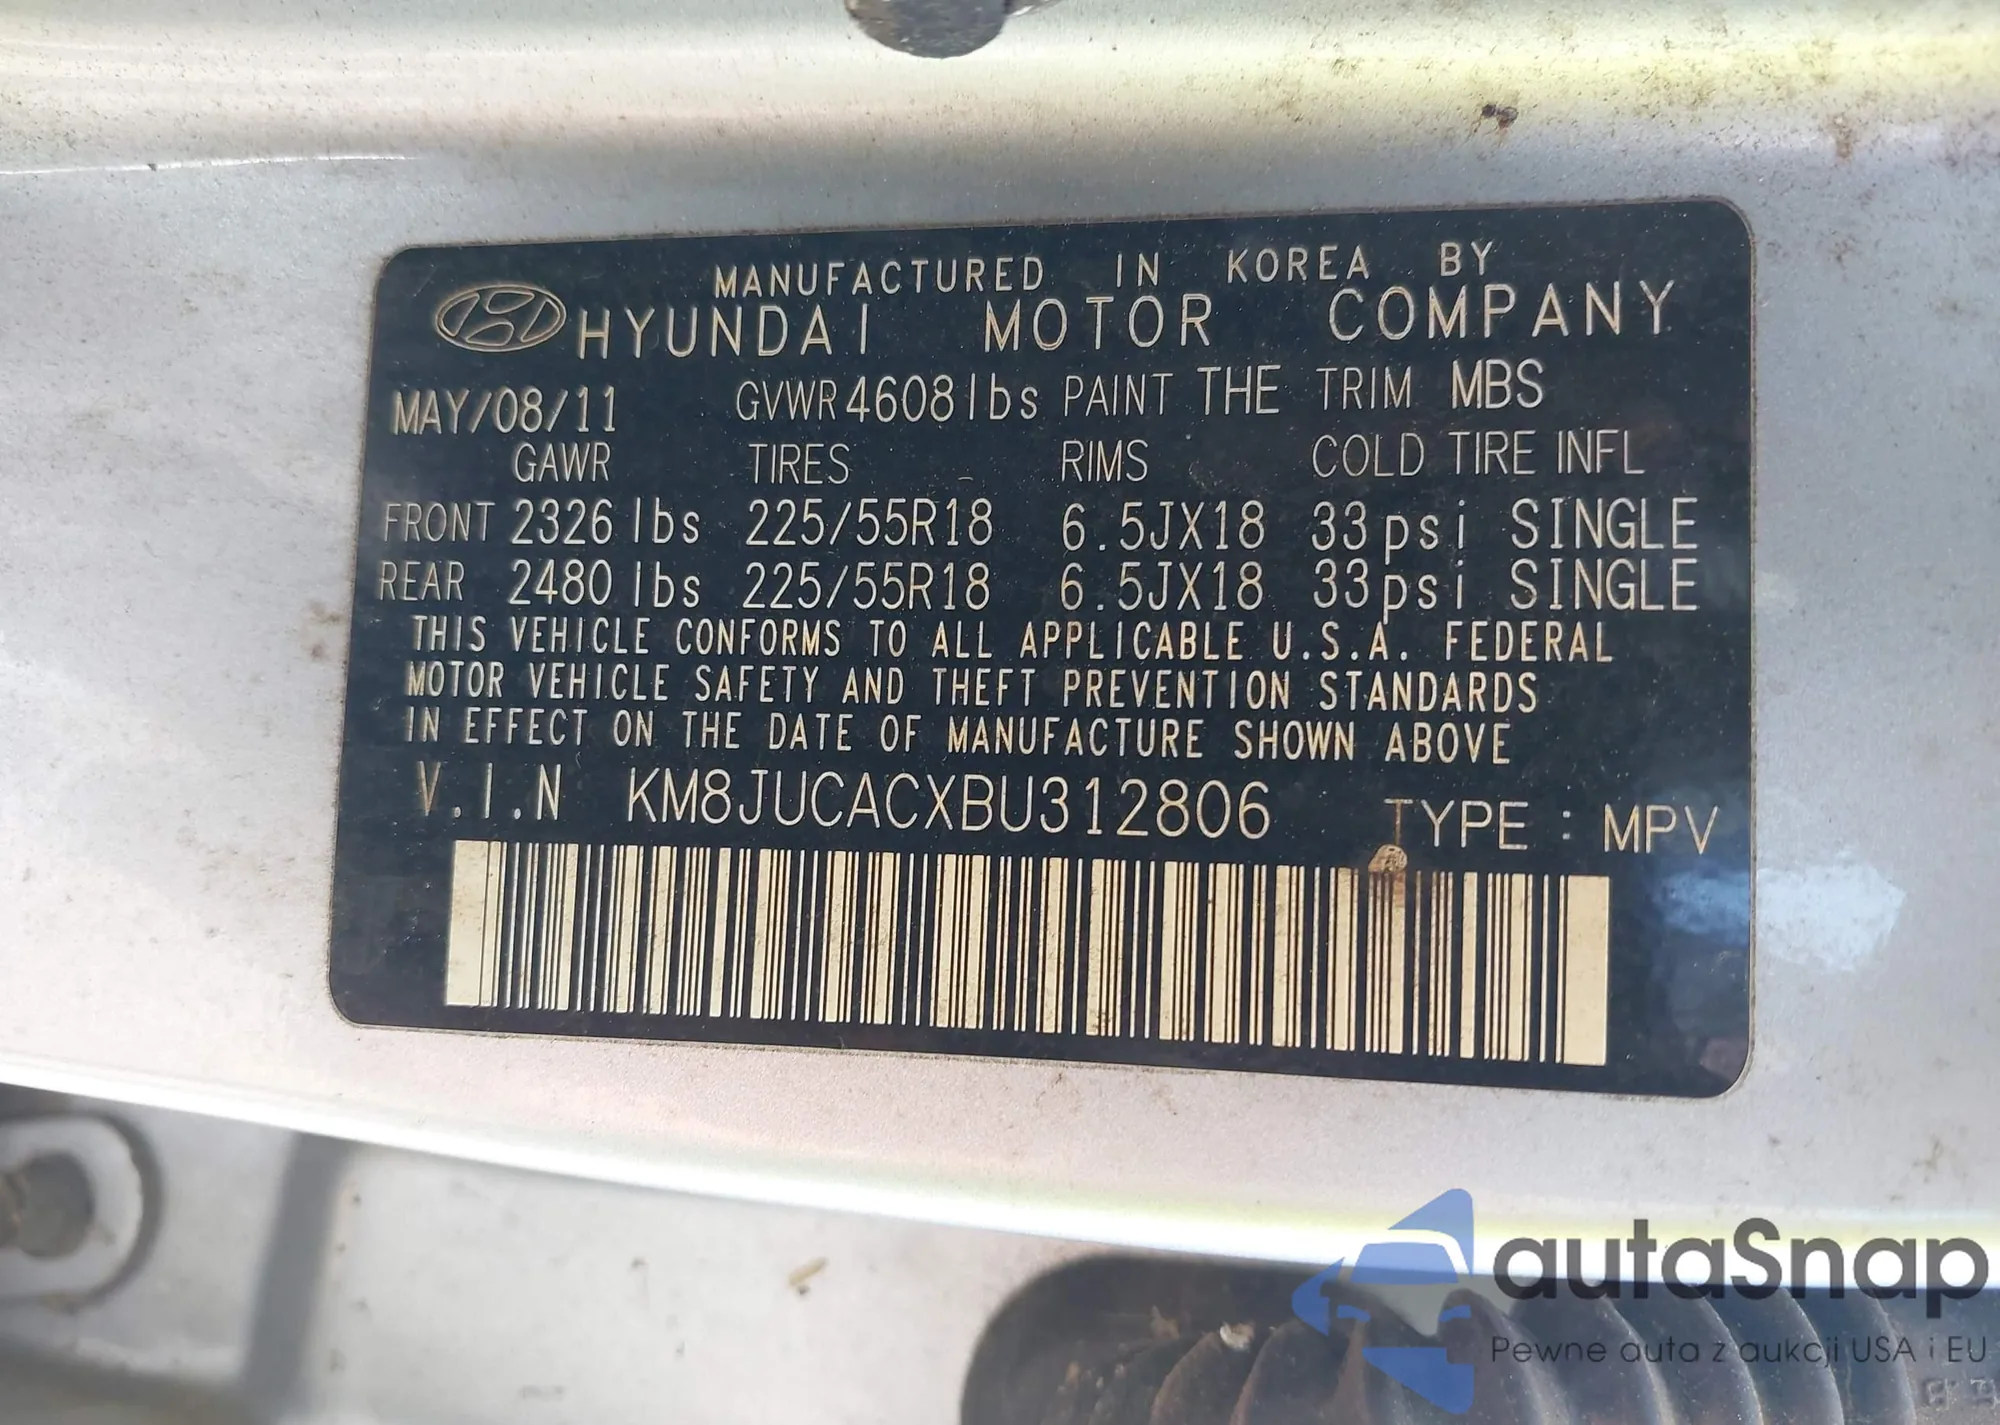 MANUFACTURED IN KOREA BY
HYUNDAI MOTOR COMPANY
MAY/08/11 GVWR 4608lbs PAINT THE TRIM MBS
GAWR TIRES RIMS COLD TIRE INFL
FRONT 2326 lbs 225/55R18 6.5JX18 33psi SINGLE
REAR 2480 lbs 225/55R18 6.5JX18 33psi SINGLE
THIS VEHICLE CONFORMS TO ALL APPLICABLE U.S.A. FEDERAL
MOTOR VEHICLE SAFETY AND THEFT PREVENTION STANDARDS
IN EFFECT ON THE DATE OF MANUFACTURE SHOWN ABOVE
V.I.N KM8JUCACXBU312806 TYPE : MPV
autaSnap
Pewne auta z aukcji USA i EU